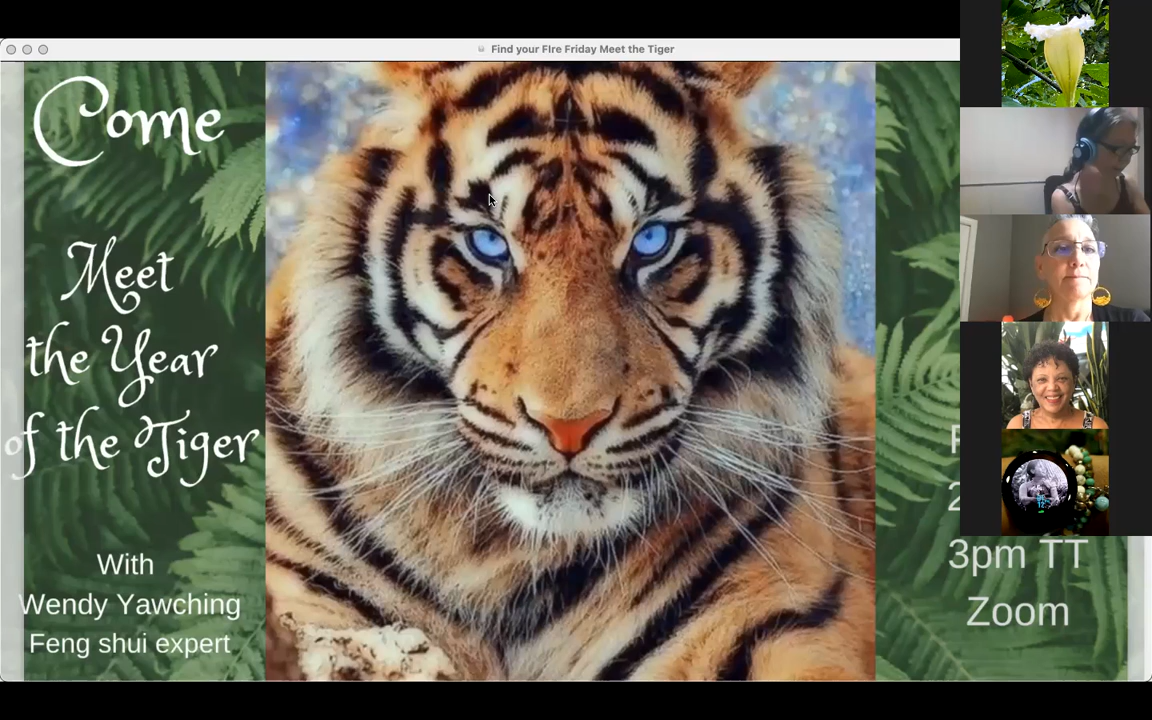 Find your FIre Friday Meet the Tiger
Come
Meet
the Year
of the Tiger
With
Wendy Yawching
Feng shui expert
3pm TT
Zoom